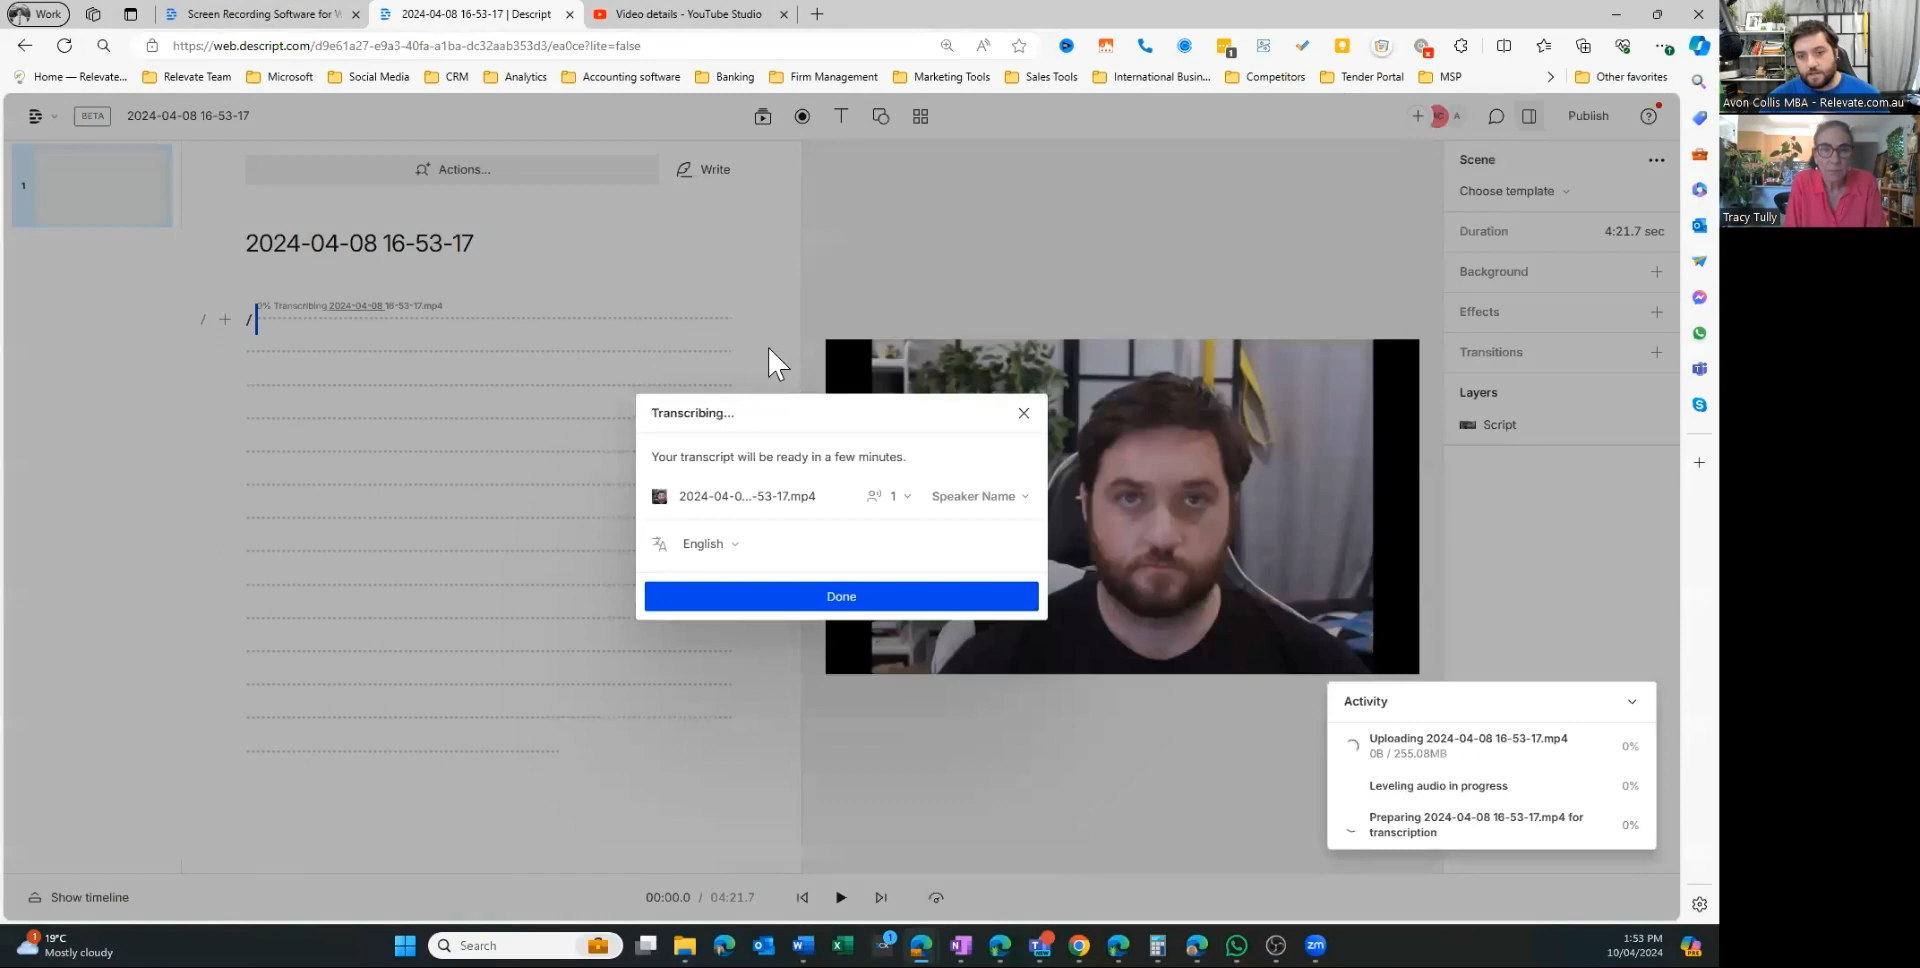 Work
Screen Recording Software for W
2024-04-08 16-53-17 | Descript
Video details - YouTube Studio
https://web.descript.com/d9e61a27-e9a3-40fa-a1ba-dc32aab353d3/ea0ce?lite=false
Home — Relevate...
Relevate Team
Microsoft
Social Media
CRM
Analytics
Accounting software
Banking
Firm Management
Marketing Tools
Sales Tools
International Busin...
Competitors
Tender Portal
MSP
Other favorites
Avon Collis MBA - Relevate.com.au
BETA
2024-04-08 16-53-17
A
Publish
1
Actions...
Write
Scene
Choose template
Tracy Tully
2024-04-08 16-53-17
Duration
4:21.7 sec
Background
0% Transcribing 2024-04-08 16-53-17.mp4
/ + /
Effects
Transitions
Layers
Script
Transcribing...
Your transcript will be ready in a few minutes.
2024-04-0...-53-17.mp4
1
Speaker Name
English
Done
Activity
Uploading 2024-04-08 16-53-17.mp4
0B / 255.08MB
0%
Leveling audio in progress
0%
Preparing 2024-04-08 16-53-17.mp4 for
transcription
0%
Show timeline
00:00.0 / 04:21.7
1
19°C
Mostly cloudy
Search
1
zm
1:53 PM
10/04/2024